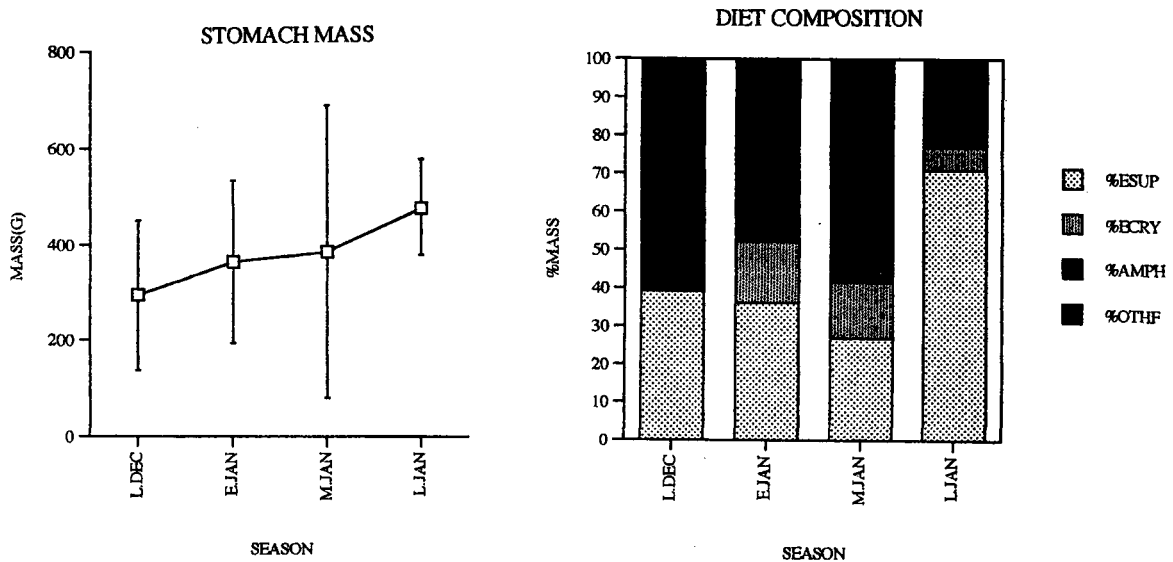 STOMACH MASS
800
600
400
200
0
MASS(G)
L.DEC
E.JAN
M.JAN
L.JAN
SEASON
DIET COMPOSITION
100
90
80
70
60
50
40
30
20
10
0
%MASS
L.DEC
E.JAN
M.JAN
L.JAN
SEASON
%ESUP
%ECRY
%AMPH
%OTHF